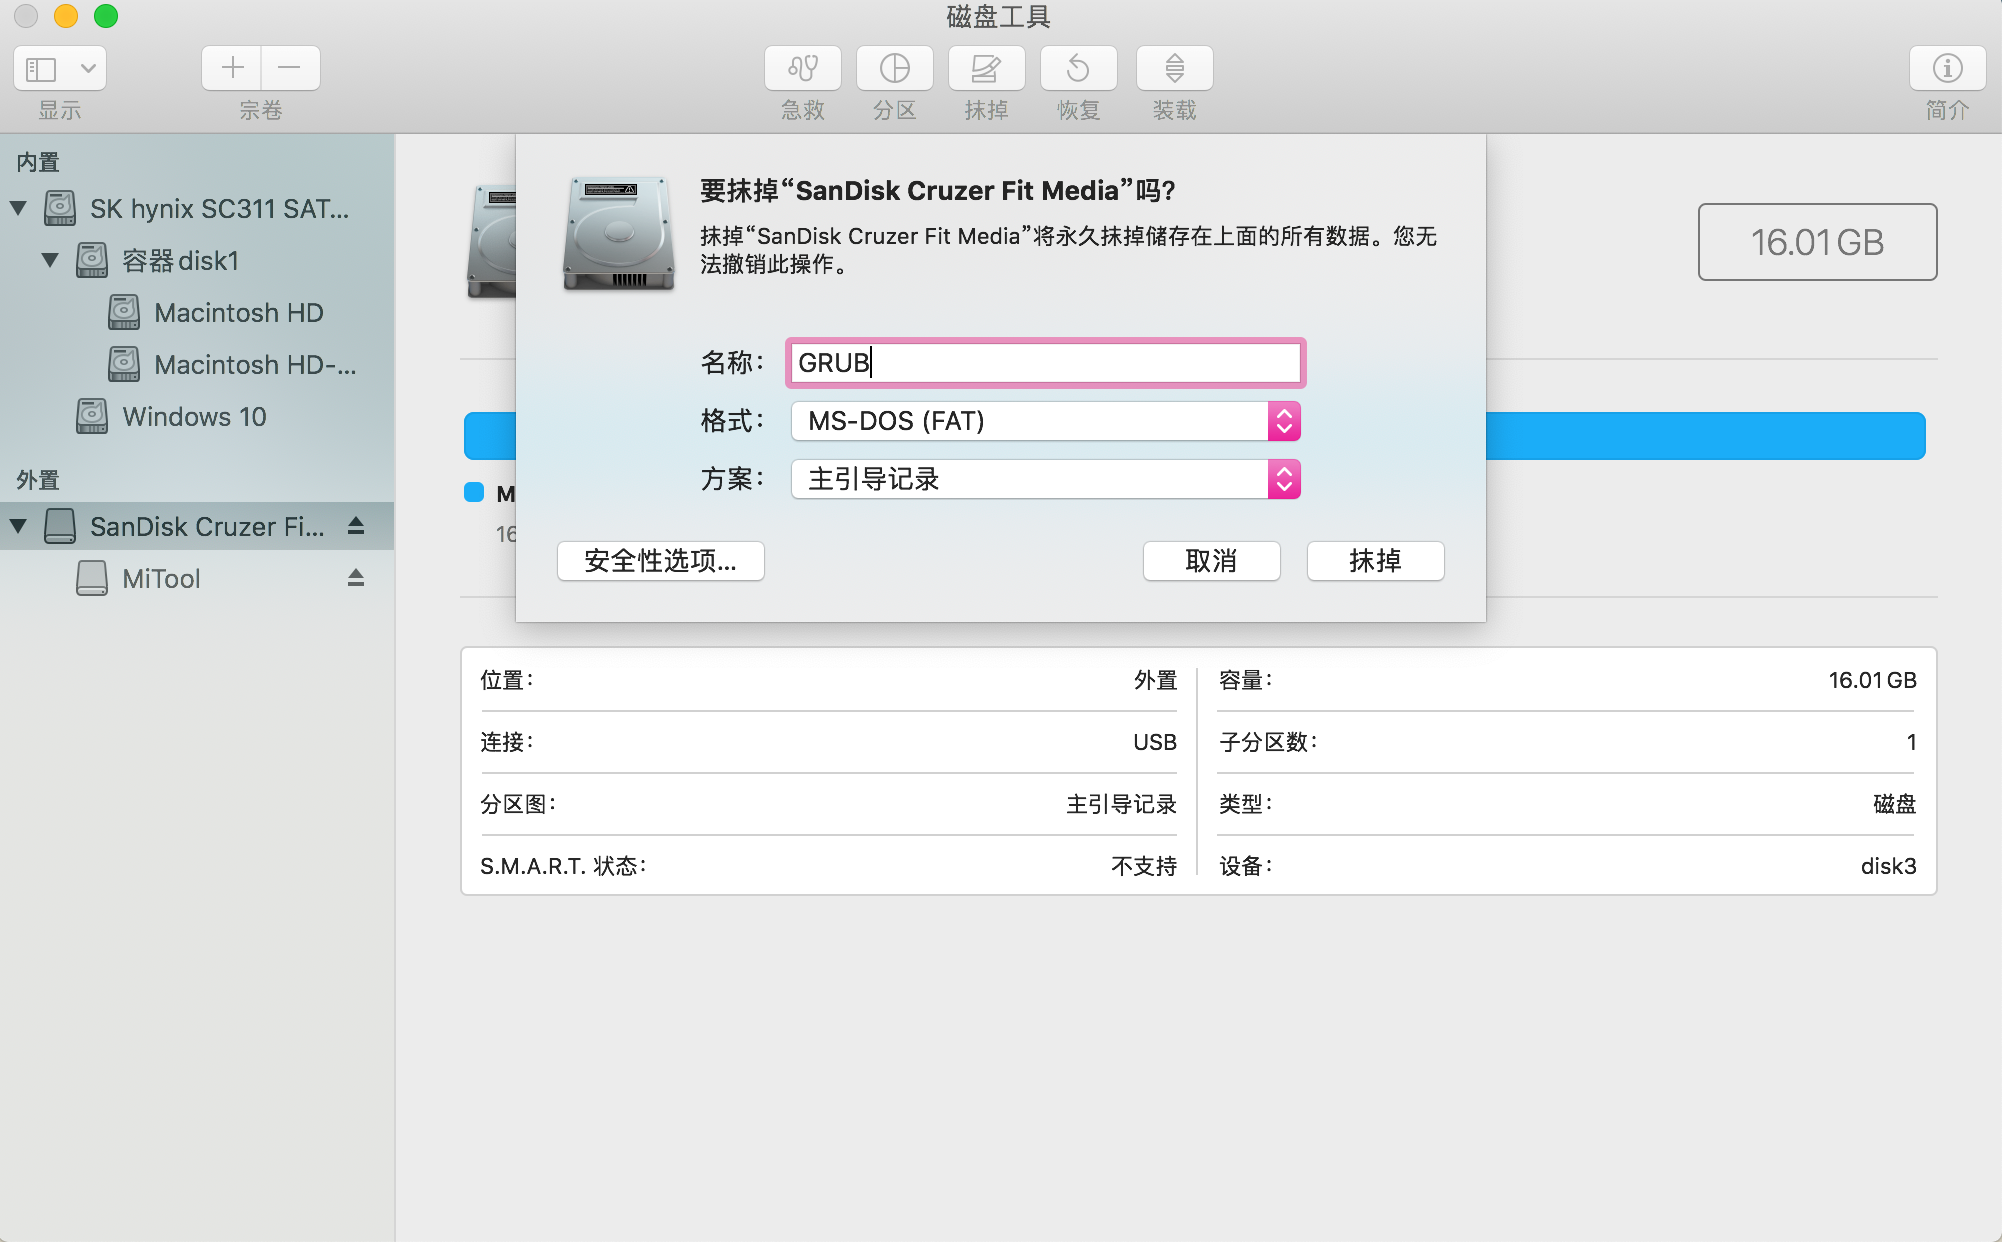 磁盘工具
显示
宗卷
急救
分区
抹掉
恢复
装载
简介
内置
SK hynix SC311 SAT...
容器disk1
Macintosh HD
Macintosh HD-...
Windows 10
外置
SanDisk Cruzer Fi...
MiTool
要抹掉“SanDisk Cruzer Fit Media”吗?
抹掉“SanDisk Cruzer Fit Media”将永久抹掉储存在上面的所有数据。您无
法撤销此操作。
名称: GRUB
格式: MS-DOS (FAT)
方案: 主引导记录
安全性选项...
取消
抹掉
16.01 GB
M
16
位置: 外置
容量: 16.01 GB
连接: USB
子分区数: 1
分区图: 主引导记录
类型: 磁盘
S.M.A.R.T. 状态: 不支持
设备: disk3